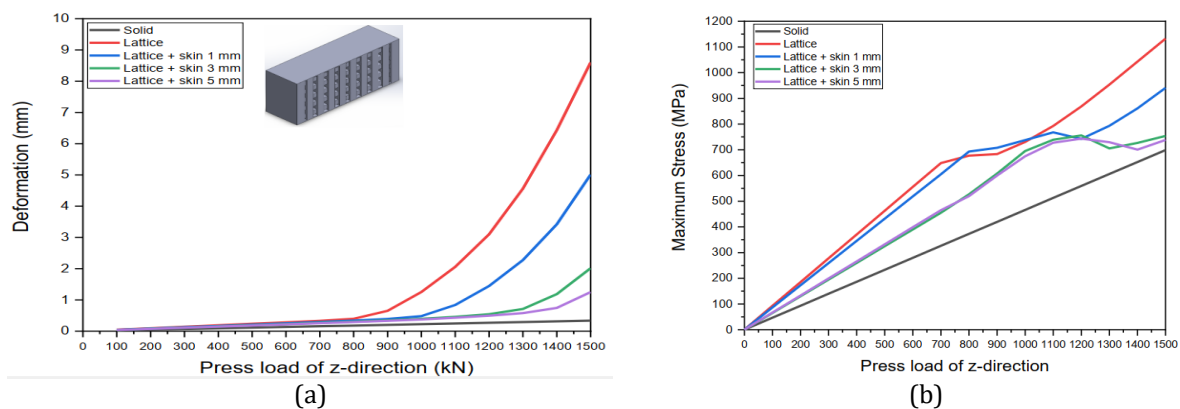 10
9
8
7
6
5
4
3
2
1
0
Deformation (mm)
Solid
Lattice
Lattice + skin 1 mm
Lattice + skin 3 mm
Lattice + skin 5 mm
0 100 200 300 400 500 600 700 800 900 1000 1100 1200 1300 1400 1500
Press load of z-direction (kN)
(a)
1200
1100
1000
900
800
700
600
500
400
300
200
100
0
Maximum Stress (MPa)
Solid
Lattice
Lattice + skin 1 mm
Lattice + skin 3 mm
Lattice + skin 5 mm
0 100 200 300 400 500 600 700 800 900 1000 1100 1200 1300 1400 1500
Press load of z-direction
(b)